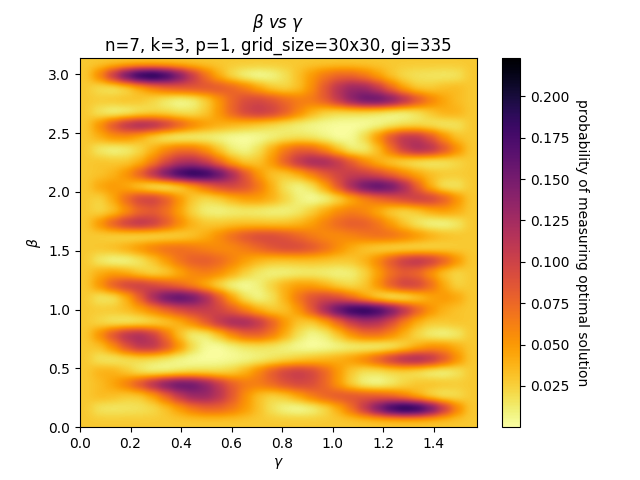 β vs γ
n=7, k=3, p=1, grid_size=30x30, gi=335
3.0
2.5
2.0
1.5
1.0
0.5
0.0
β
0.0 0.2 0.4 0.6 0.8 1.0 1.2 1.4
γ
0.200
0.175
0.150
0.125
0.100
0.075
0.050
0.025
probability of measuring optimal solution